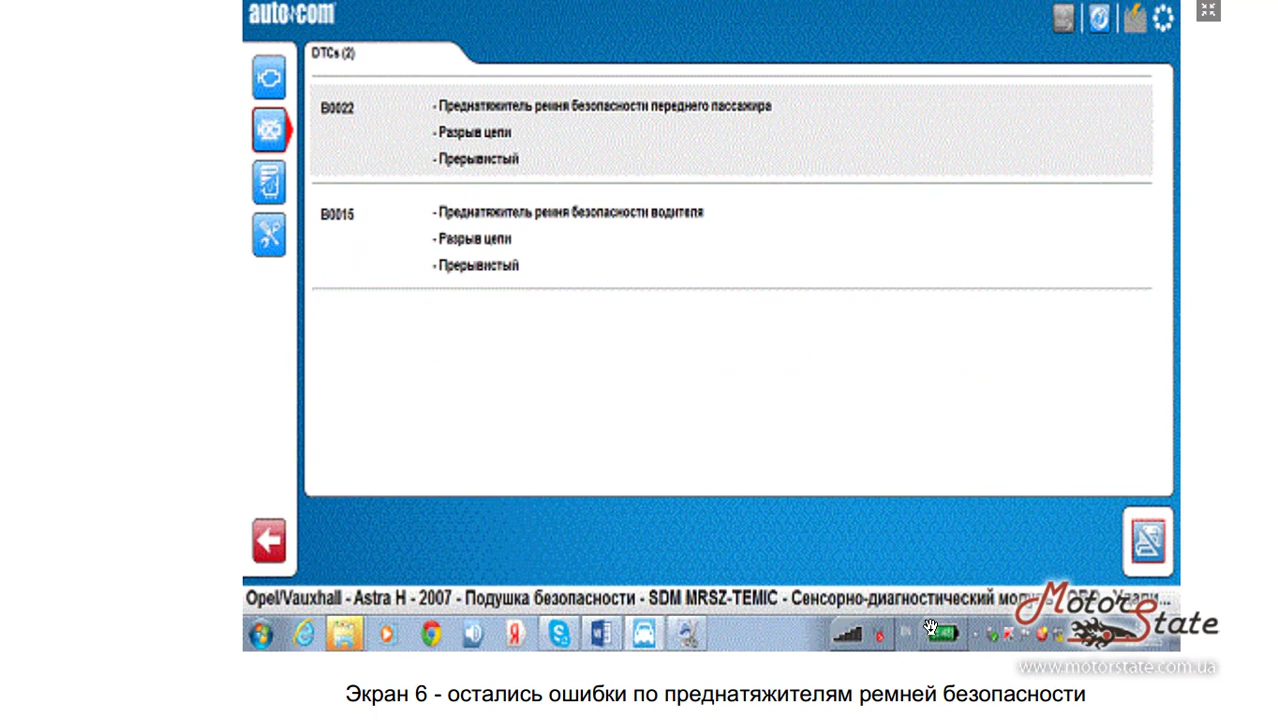 auto·com
DTCs (2)
B0022
- Преднатяжитель ремня безопасности переднего пассажира
- Разрыв цепи
- Прерывистый
B0015
- Преднатяжитель ремня безопасности водителя
- Разрыв цепи
- Прерывистый
Opel/Vauxhall - Astra H - 2007 - Подушка безопасности - SDM MRSZ-TEMIC - Сенсорно-диагностический
Motor State
www.motorstate.com.ua
Экран 6 - остались ошибки по преднатяжителям ремней безопасности